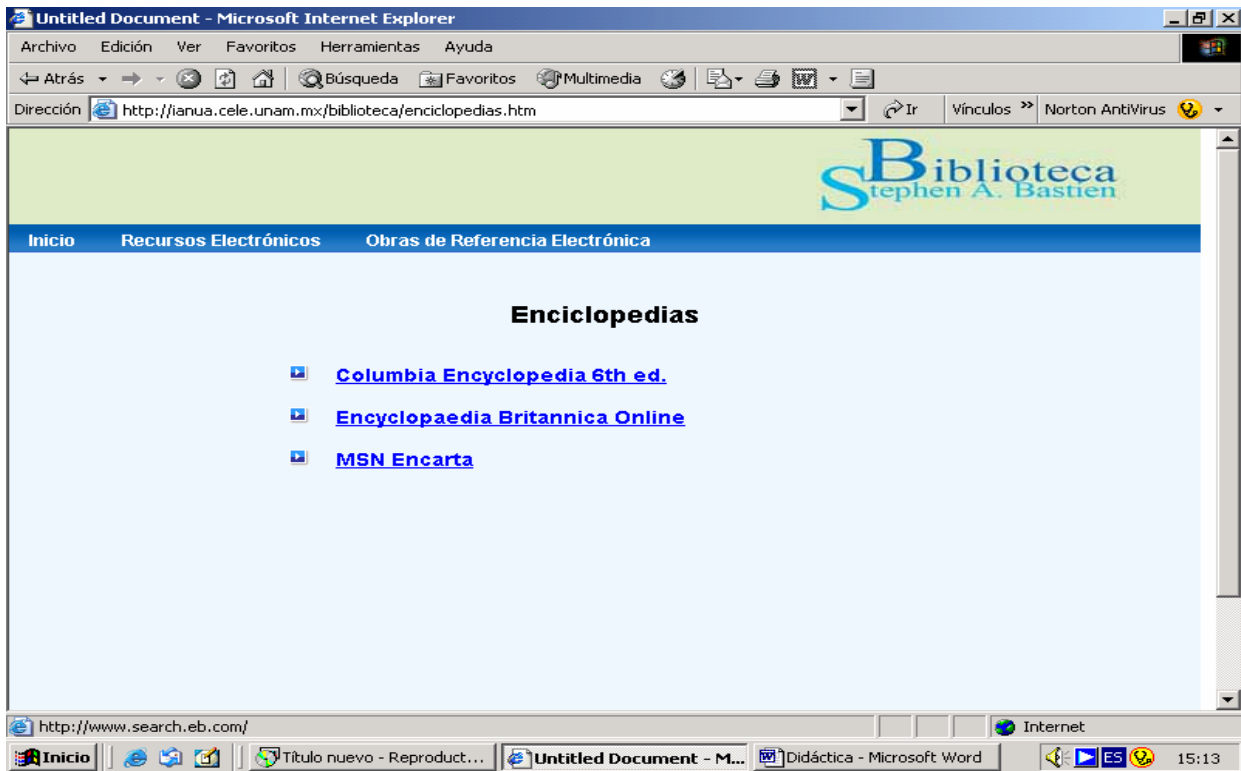 Untitled Document - Microsoft Internet Explorer
Archivo Edición Ver Favoritos Herramientas Ayuda
Atrás Búsqueda Favoritos Multimedia
Dirección http://ianua.cele.unam.mx/biblioteca/enciclopedias.htm Ir Vínculos » Norton AntiVirus
Biblioteca
Stephen A. Bastien
Inicio Recursos Electrónicos Obras de Referencia Electrónica
Enciclopedias
Columbia Encyclopedia 6th ed.
Encyclopaedia Britannica Online
MSN Encarta
http://www.search.eb.com/ Internet
Inicio Título nuevo - Reproduct... Untitled Document - M... Didáctica - Microsoft Word ES 15:13